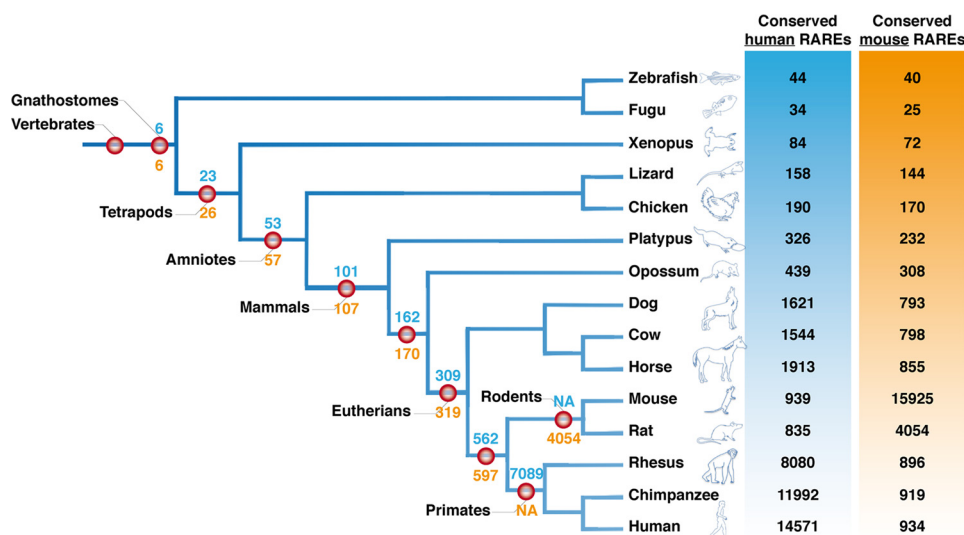 Conserved
human RAREs
Conserved
mouse RAREs
Zebrafish 44 40
Gnathostomes
Fugu 34 25
Vertebrates 6
6
Xenopus 84 72
Lizard 158 144
23
Tetrapods 26
Chicken 190 170
53
Platypus 326 232
Amniotes 57
Opossum 439 308
101
Mammals 107
Dog 1621 793
162
170
Cow 1544 798
Horse 1913 855
309
Eutherians 319
Rodents NA
Mouse 939 15925
4054
Rat 835 4054
562
597
Rhesus 8080 896
7089
Primates NA
Chimpanzee 11992 919
Human 14571 934